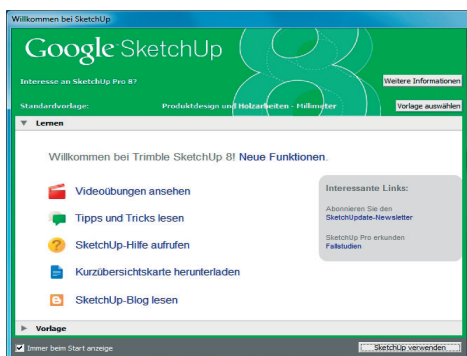 Willkommen bei SketchUp
Google SketchUp
8
Interesse an SketchUp Pro 8?
Weitere Informationen
Standardvorlage:
Produktdesign und Holzarbeiten - Millimeter
Vorlage auswählen
Lernen
Willkommen bei Trimble SketchUp 8! Neue Funktionen.
Videoübungen ansehen
Tipps und Tricks lesen
SketchUp-Hilfe aufrufen
Kurzübersichtskarte herunterladen
SketchUp-Blog lesen
Interessante Links:
Abonnieren Sie den
SketchUpdate-Newsletter
SketchUp Pro erkunden
Fallstudien
Vorlage
Immer beim Start anzeige
SketchUp verwenden